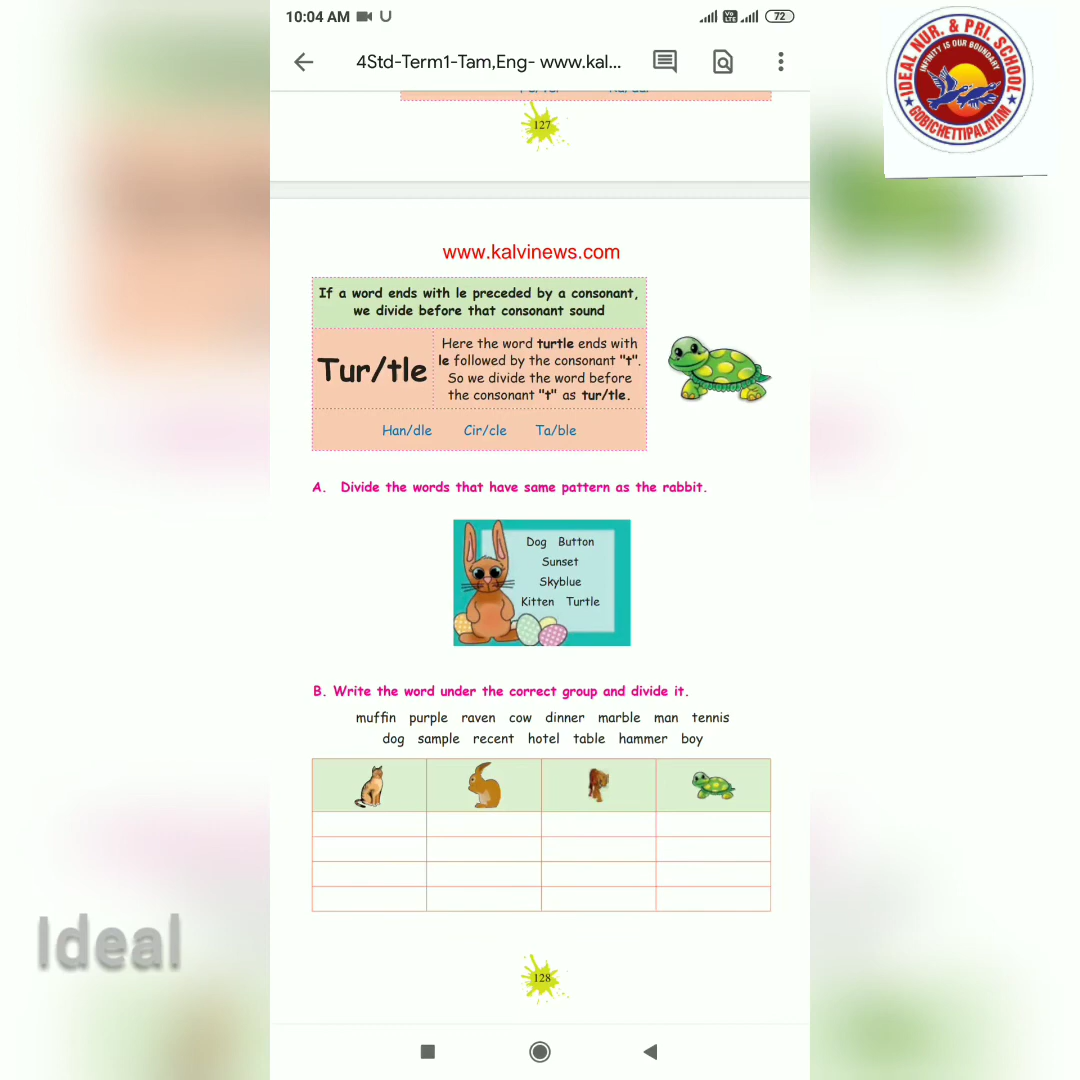 10:04 AM
72
4Std-Term1-Tam,Eng- www.kal...
IDEAL NUR. & PRI. SCHOOL
INFINITY IS OUR BOUNDARY
GOBICHETTIPALAYAM
127
www.kalvinews.com
If a word ends with le preceded by a consonant,
we divide before that consonant sound
Tur/tle
Here the word turtle ends with
le followed by the consonant "t".
So we divide the word before
the consonant "t" as tur/tle.
Han/dle Cir/cle Ta/ble
A. Divide the words that have same pattern as the rabbit.
Dog Button
Sunset
Skyblue
Kitten Turtle
B. Write the word under the correct group and divide it.
muffin purple raven cow dinner marble man tennis
dog sample recent hotel table hammer boy
Ideal
128